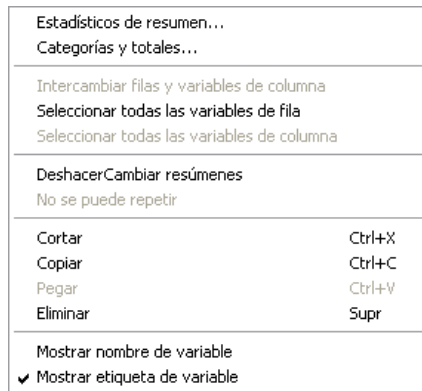 Estadísticos de resumen...
Categorías y totales...
Intercambiar filas y variables de columna
Seleccionar todas las variables de fila
Seleccionar todas las variables de columna
DeshacerCambiar resúmenes
No se puede repetir
Cortar Ctrl+X
Copiar Ctrl+C
Pegar Ctrl+V
Eliminar Supr
Mostrar nombre de variable
Mostrar etiqueta de variable